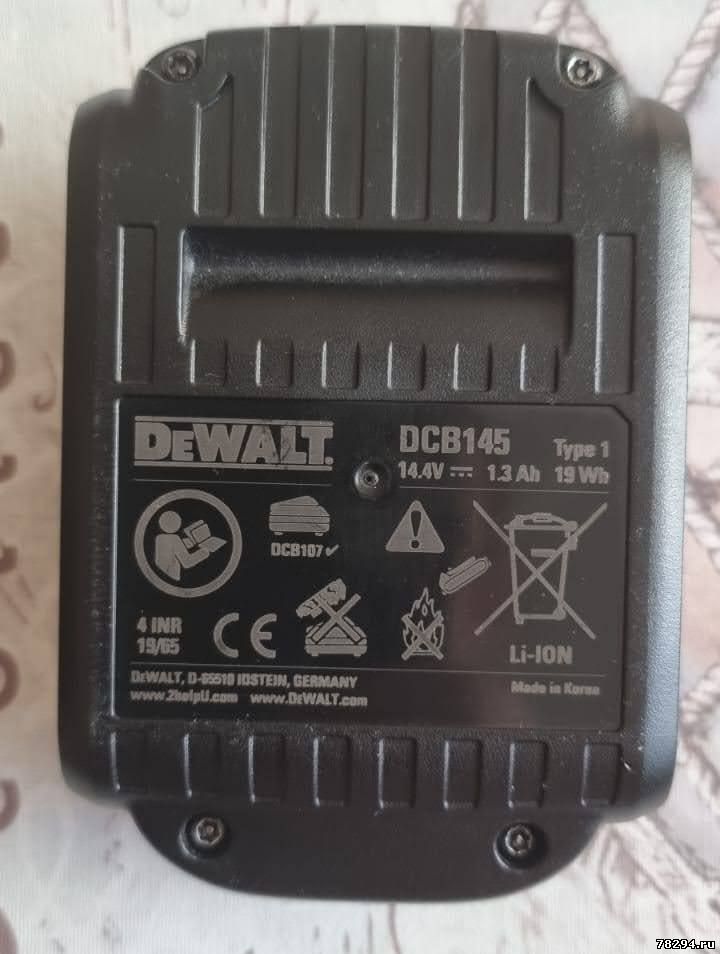 DEWALT.
DCB145 Type 1
14.4V 1.3 Ah 19 Wh
DCB107✓
4 INR
19/65
CE
Li-ION
DEWALT, D-65510 IDSTEIN, GERMANY
www.2helpU.com www.DEWALT.com
Made in Korea
78294.ru